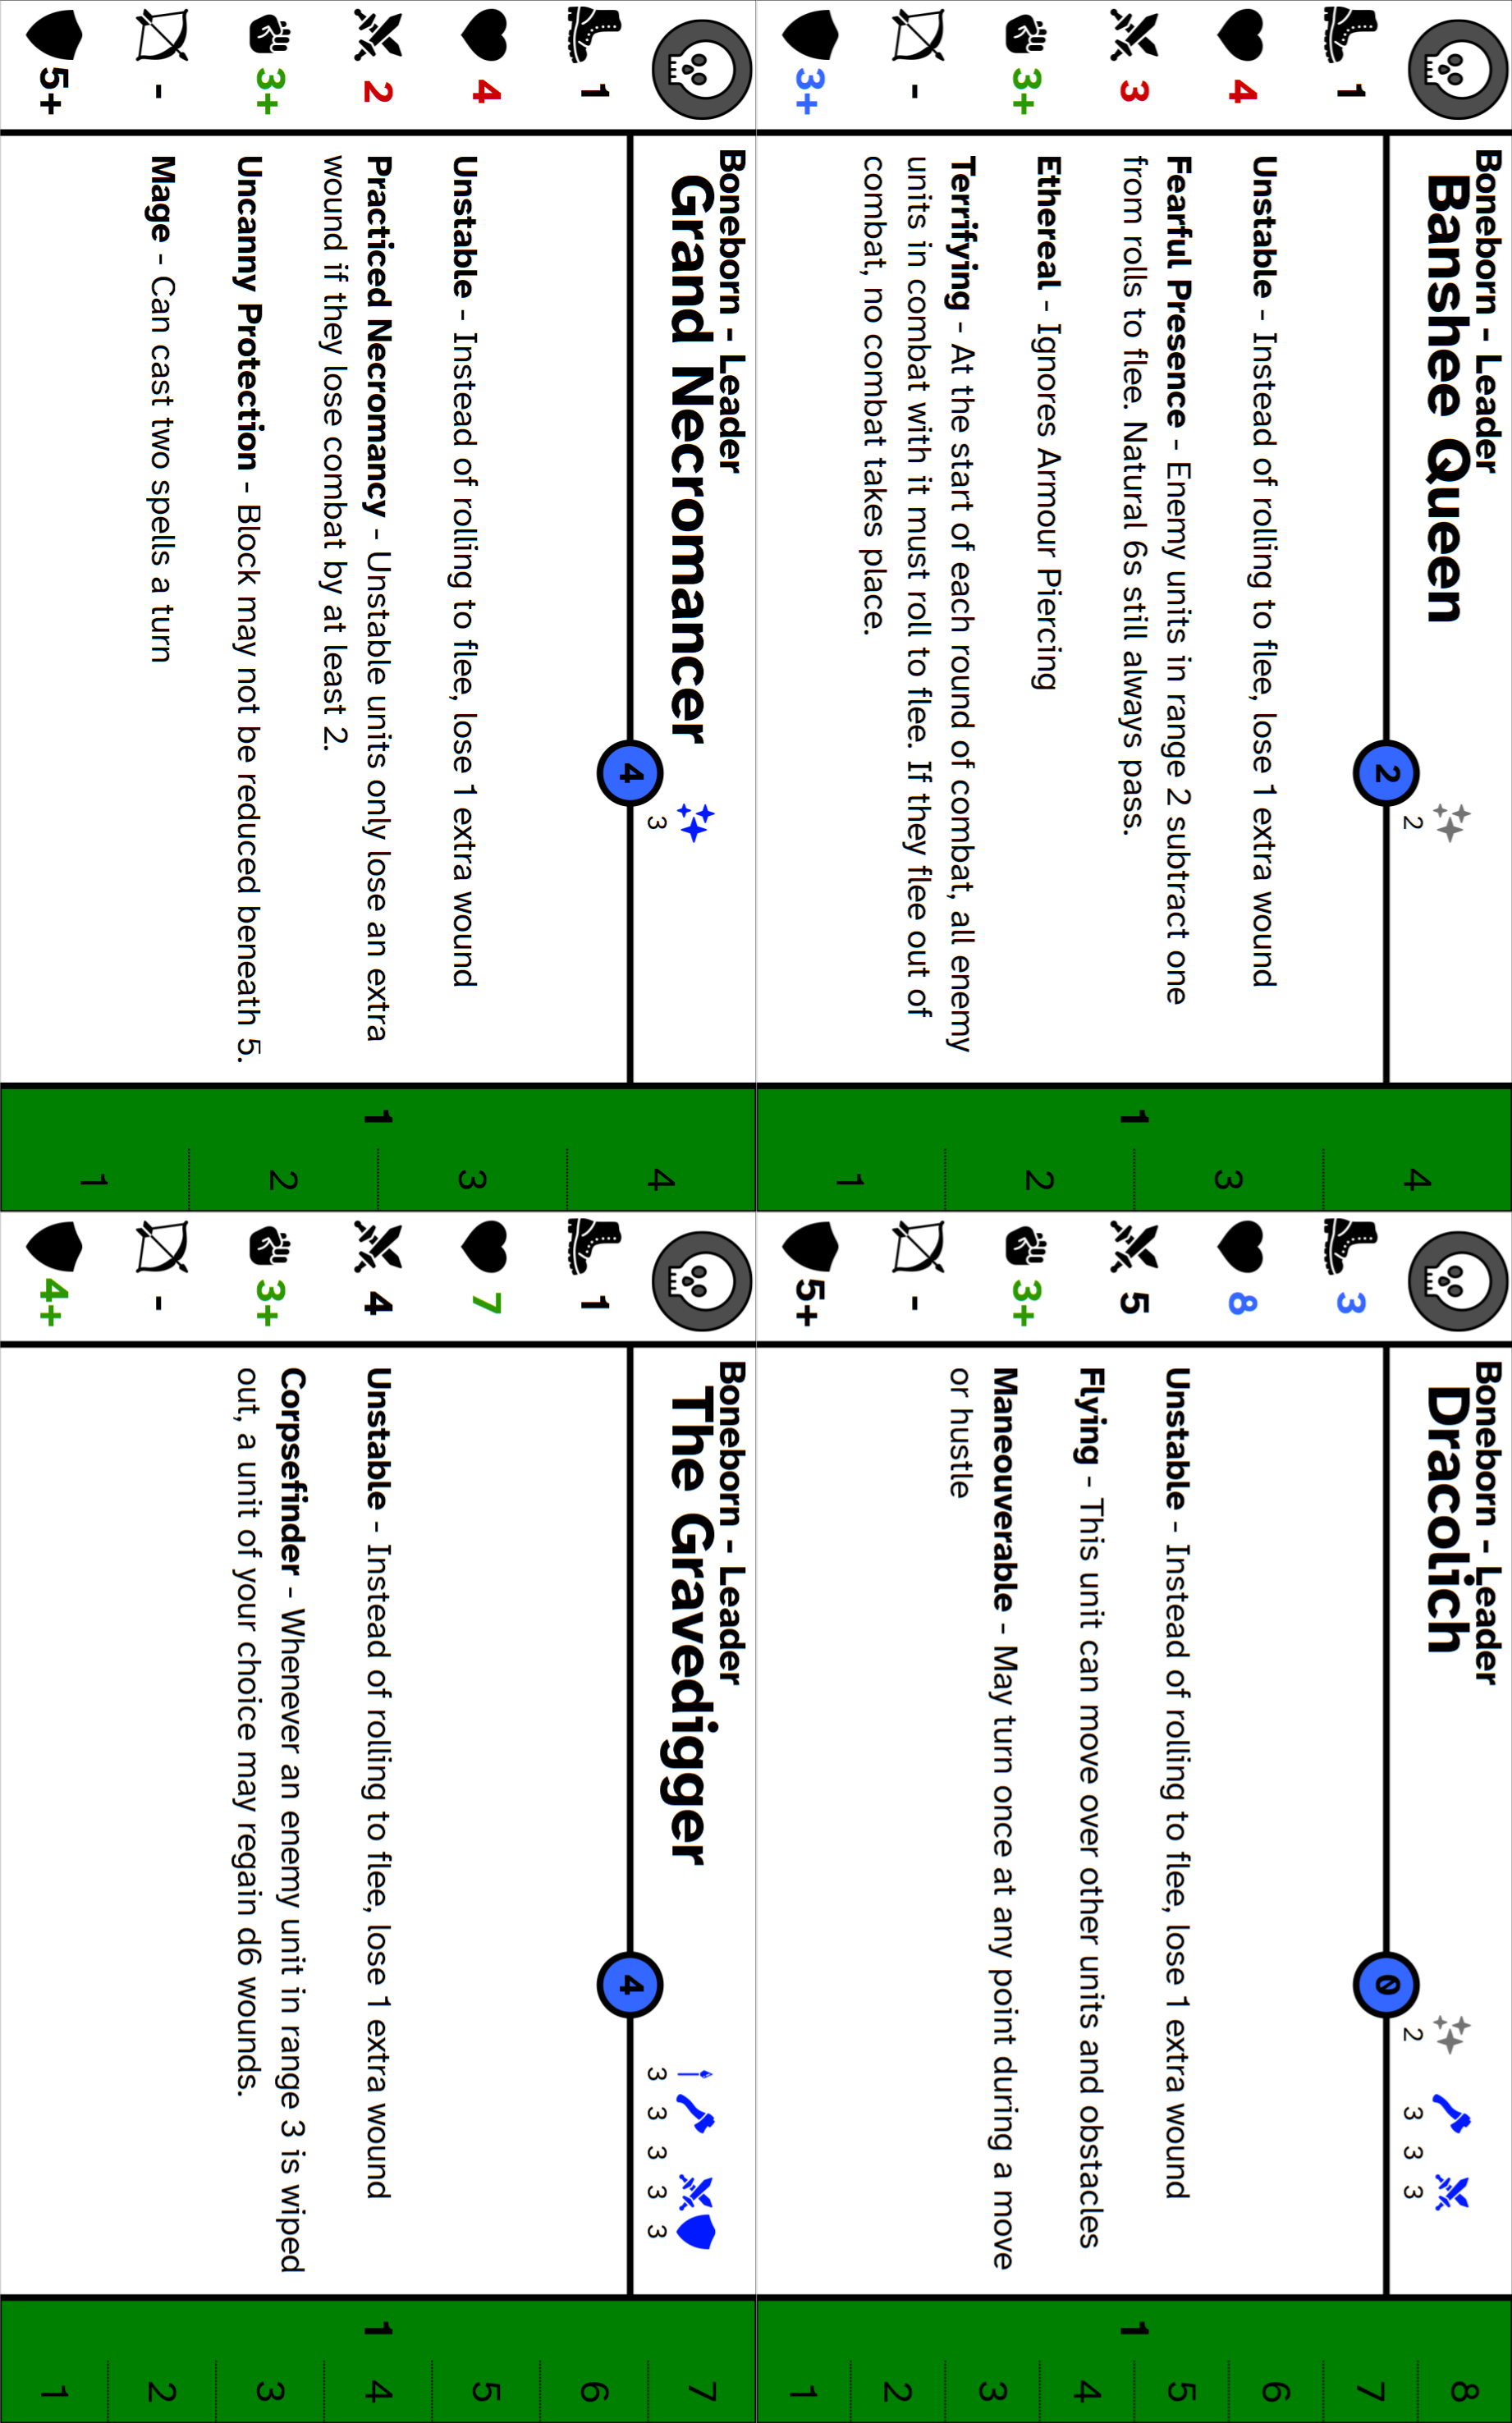 Boneborn - Leader
Banshee Queen
2
2
1
4
3
3+
-
3+
Unstable - Instead of rolling to flee, lose 1 extra wound
Fearful Presence - Enemy units in range 2 subtract one
from rolls to flee. Natural 6s still always pass.
Ethereal - Ignores Armour Piercing
Terrifying - At the start of each round of combat, all enemy
units in combat with it must roll to flee. If they flee out of
combat, no combat takes place.
1
4
3
2
1
Boneborn - Leader
Dracolich
0
2 3 3 3
3
8
5
3+
-
5+
Unstable - Instead of rolling to flee, lose 1 extra wound
Flying - This unit can move over other units and obstacles
Maneouverable - May turn once at any point during a move
or hustle
1
8
7
6
5
4
3
2
1
Boneborn - Leader
Grand Necromancer
4
3
1
4
2
3+
-
5+
Unstable - Instead of rolling to flee, lose 1 extra wound
Practiced Necromancy - Unstable units only lose an extra
wound if they lose combat by at least 2.
Uncanny Protection - Block may not be reduced beneath 5.
Mage - Can cast two spells a turn
1
4
3
2
1
Boneborn - Leader
The Gravedigger
4
3 3 3 3 3
1
7
4
3+
-
4+
Unstable - Instead of rolling to flee, lose 1 extra wound
Corpsefinder - Whenever an enemy unit in range 3 is wiped
out, a unit of your choice may regain d6 wounds.
1
7
6
5
4
3
2
1